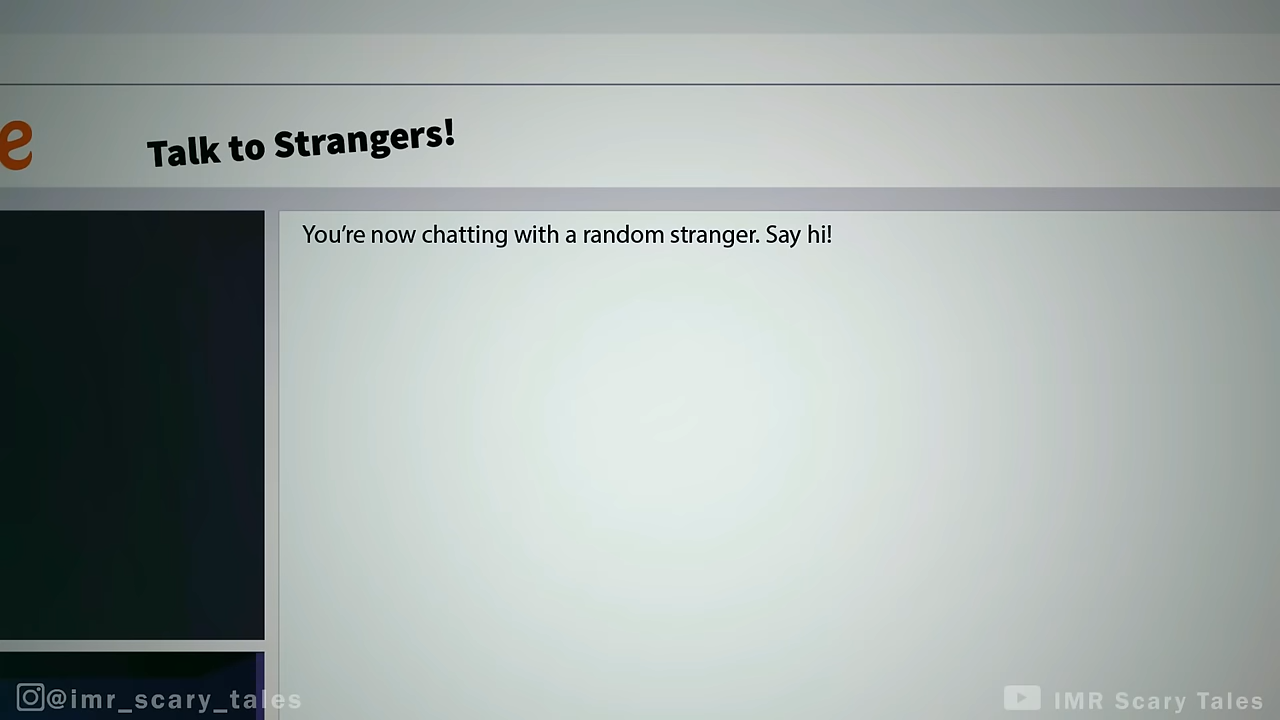 e
Talk to Strangers!
You're now chatting with a random stranger. Say hi!
@imr_scary_tales
IMR Scary Tales